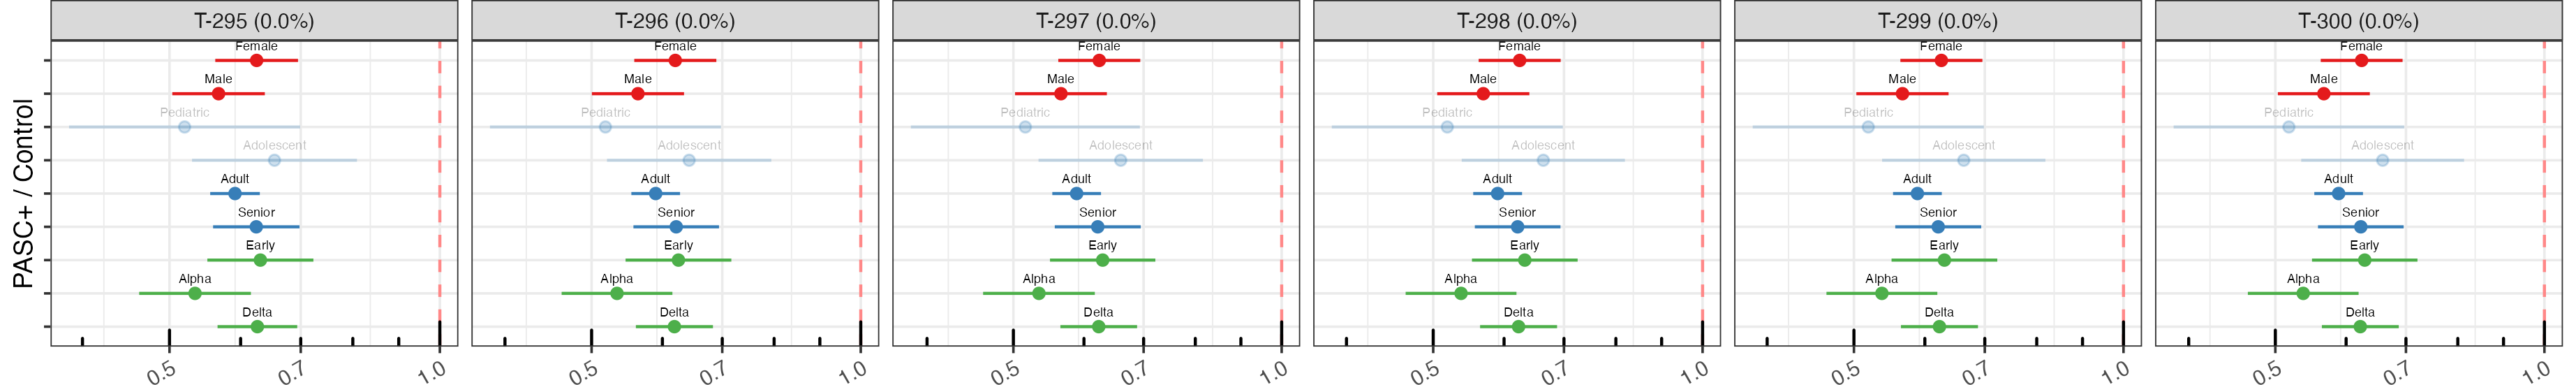 T-295 (0.0%)
T-296 (0.0%)
T-297 (0.0%)
T-298 (0.0%)
T-299 (0.0%)
T-300 (0.0%)
PASC+ / Control
Female
Male
Pediatric
Adolescent
Adult
Senior
Early
Alpha
Delta
Female
Male
Pediatric
Adolescent
Adult
Senior
Early
Alpha
Delta
Female
Male
Pediatric
Adolescent
Adult
Senior
Early
Alpha
Delta
Female
Male
Pediatric
Adolescent
Adult
Senior
Early
Alpha
Delta
Female
Male
Pediatric
Adolescent
Adult
Senior
Early
Alpha
Delta
Female
Male
Pediatric
Adolescent
Adult
Senior
Early
Alpha
Delta
0.5 0.7 1.0
0.5 0.7 1.0
0.5 0.7 1.0
0.5 0.7 1.0
0.5 0.7 1.0
0.5 0.7 1.0